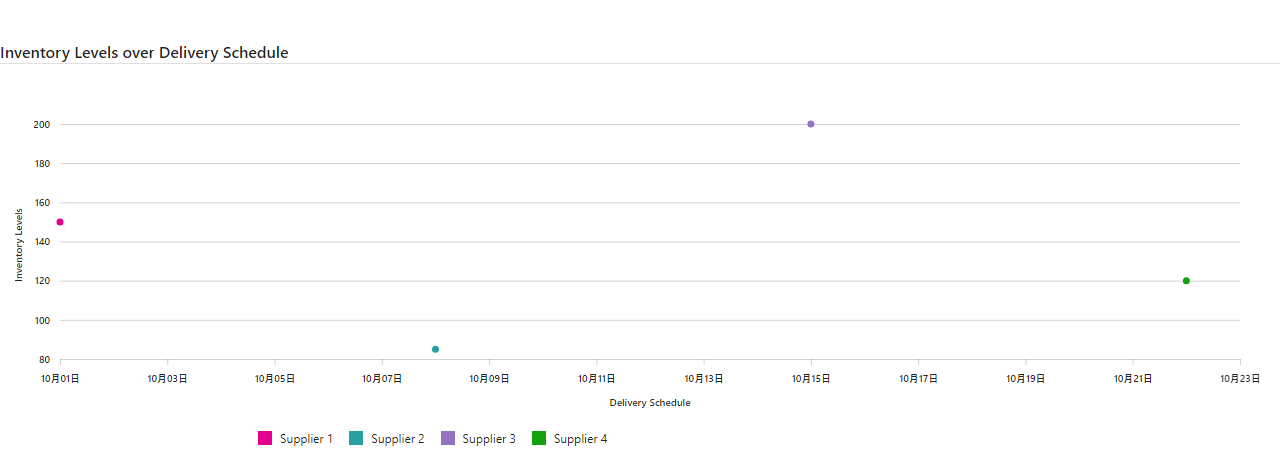 Inventory Levels over Delivery Schedule
200
180
160
140
120
100
80
Inventory Levels
10月01日 10月03日 10月05日 10月07日 10月09日 10月11日 10月13日 10月15日 10月17日 10月19日 10月21日 10月23日
Delivery Schedule
Supplier 1 Supplier 2 Supplier 3 Supplier 4